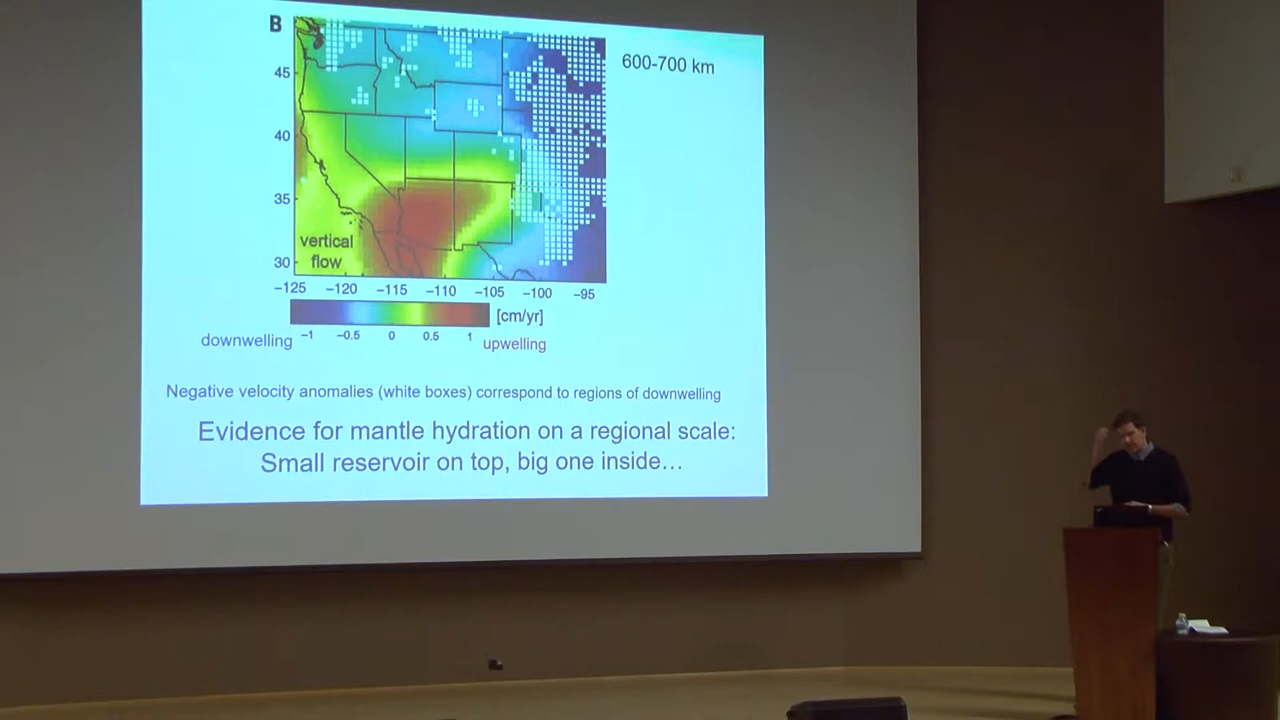 B
600-700 km
45
40
35
30
vertical
flow
−125 −120 −115 −110 −105 −100 −95
[cm/yr]
−1 −0.5 0 0.5 1
downwelling
upwelling
Negative velocity anomalies (white boxes) correspond to regions of downwelling
Evidence for mantle hydration on a regional scale:
Small reservoir on top, big one inside…